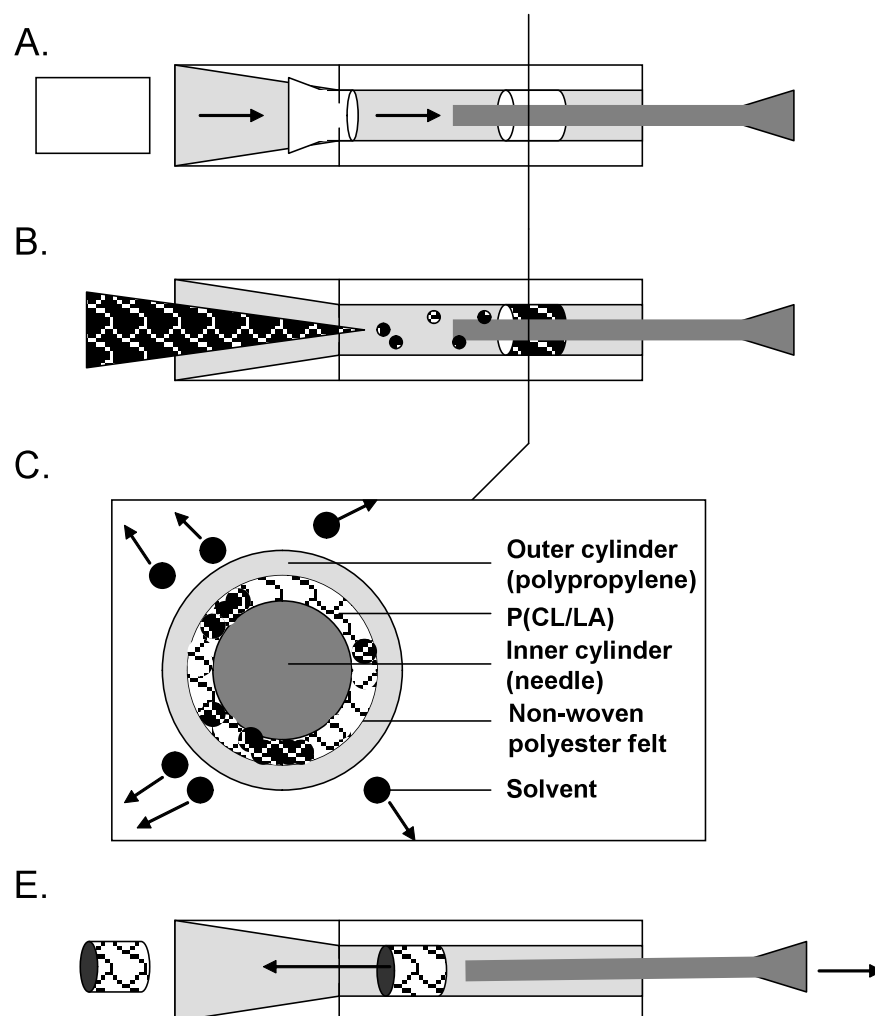 A.
B.
C.
Outer cylinder
(polypropylene)
P(CL/LA)
Inner cylinder
(needle)
Non-woven
polyester felt
Solvent
E.